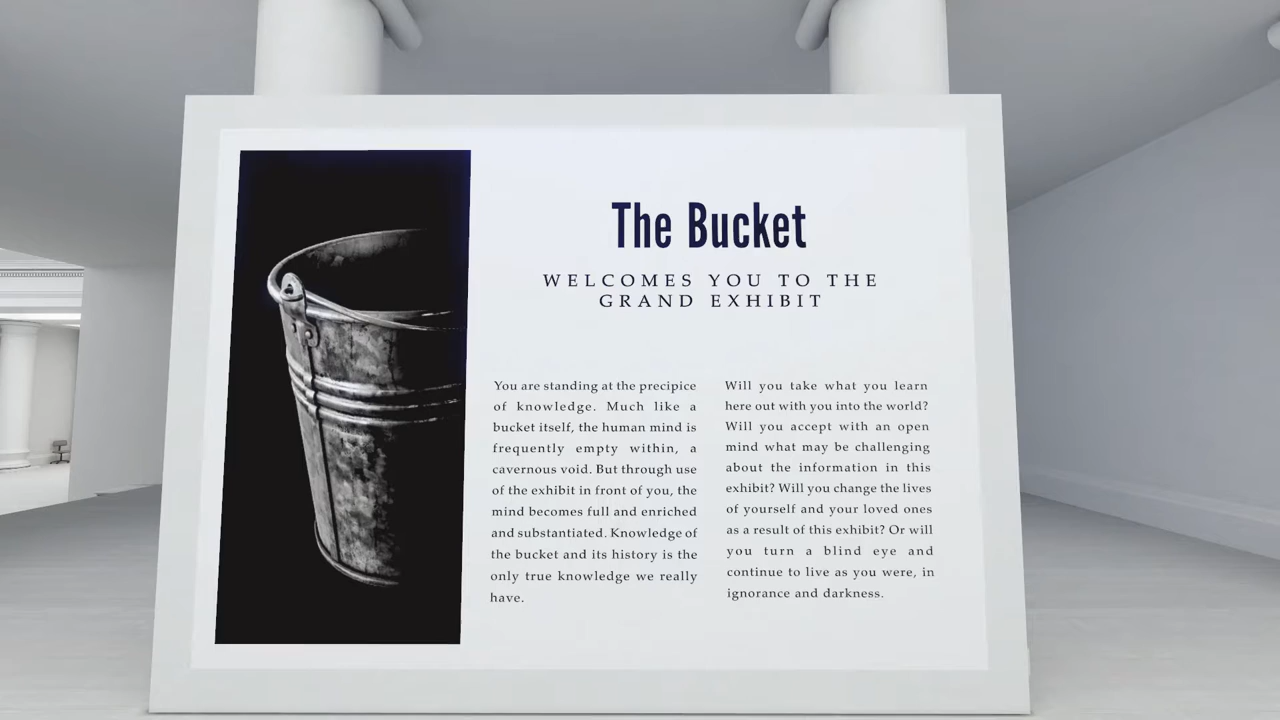 The Bucket
WELCOMES YOU TO THE
GRAND EXHIBIT
You are standing at the precipice
of knowledge. Much like a
bucket itself, the human mind is
frequently empty within, a
cavernous void. But through use
of the exhibit in front of you, the
mind becomes full and enriched
and substantiated. Knowledge of
the bucket and its history is the
only true knowledge we really
have.
Will you take what you learn
here out with you into the world?
Will you accept with an open
mind what may be challenging
about the information in this
exhibit? Will you change the lives
of yourself and your loved ones
as a result of this exhibit? Or will
you turn a blind eye and
continue to live as you were, in
ignorance and darkness.